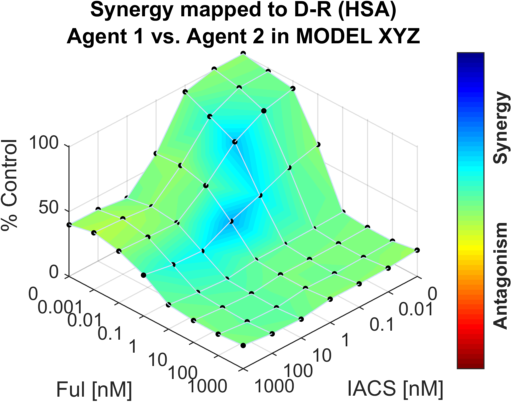 Synergy mapped to D-R (HSA)
Agent 1 vs. Agent 2 in MODEL XYZ
% Control
100
50
0
0
0.001
0.01
0.1
1
10
100
1000
Ful [nM]
0
0.01
0.1
1
10
100
1000
IACS [nM]
Synergy
Antagonism